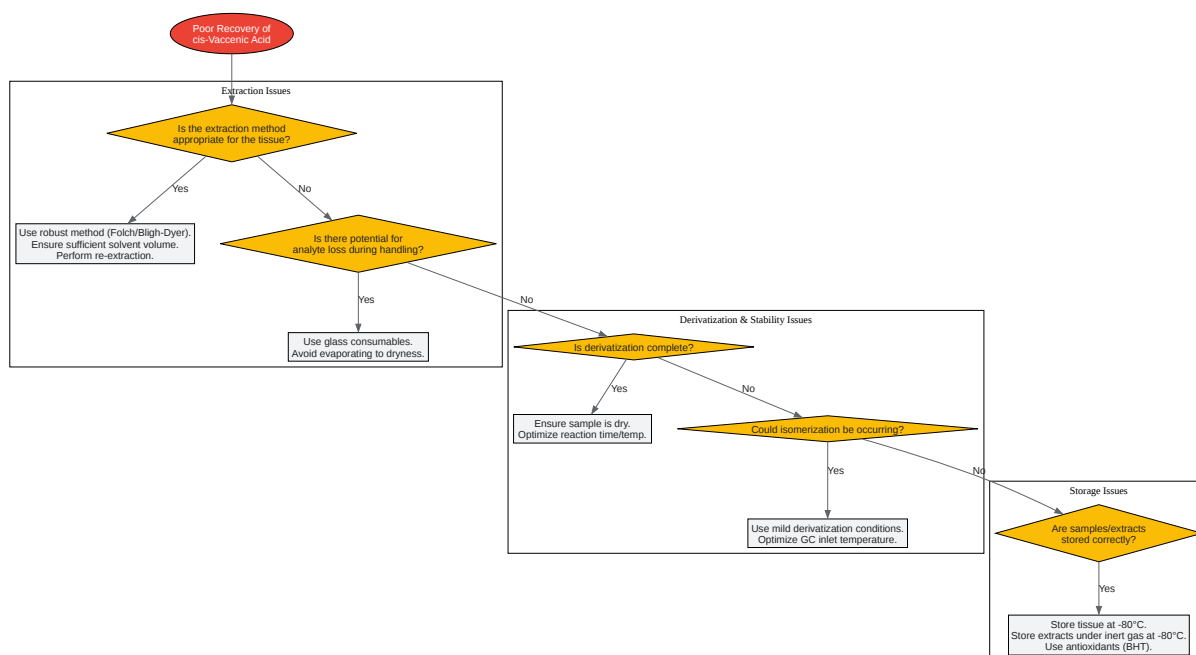 Poor Recovery of
cis-Vaccenic Acid
Extraction Issues
Is the extraction method
appropriate for the tissue?
Yes
No
Use robust method (Folch/Bligh-Dyer).
Ensure sufficient solvent volume.
Perform re-extraction.
Is there potential for
analyte loss during handling?
Yes
No
Use glass consumables.
Avoid evaporating to dryness.
Derivatization & Stability Issues
Is derivatization complete?
Yes
No
Ensure sample is dry.
Optimize reaction time/temp.
Could isomerization be occurring?
Yes
No
Use mild derivatization conditions.
Optimize GC inlet temperature.
Storage Issues
Are samples/extracts
stored correctly?
Yes
Store tissue at -80°C.
Store extracts under inert gas at -80°C.
Use antioxidants (BHT).